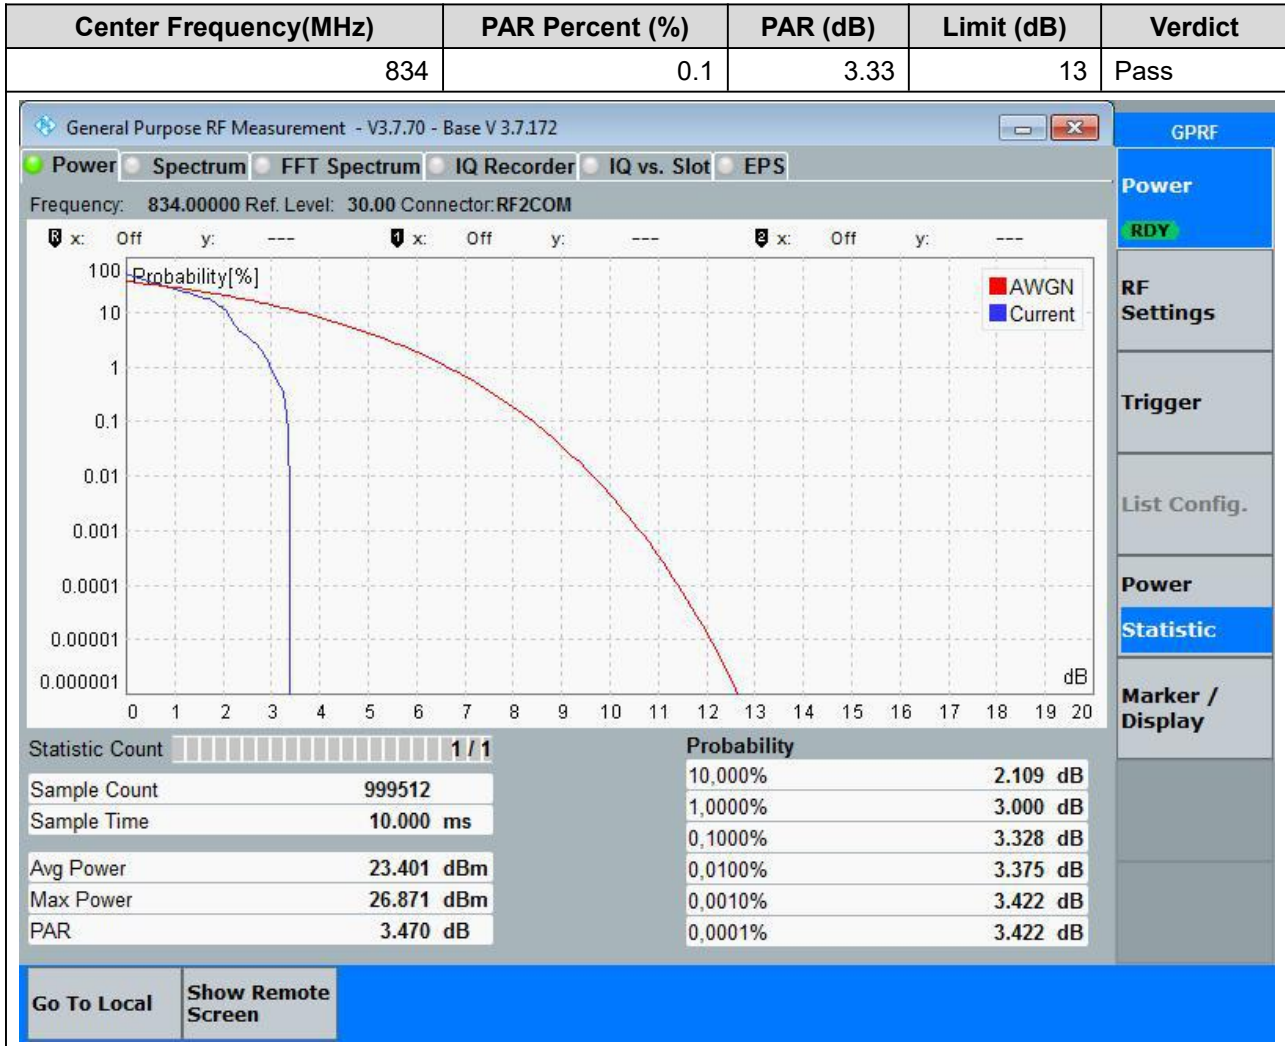 Center Frequency(MHz) PAR Percent (%) PAR (dB) Limit (dB) Verdict
834 0.1 3.33 13 Pass
General Purpose RF Measurement - V3.7.70 - Base V 3.7.172
GPRF
Power Spectrum FFT Spectrum IQ Recorder IQ vs. Slot EPS
Frequency: 834.00000 Ref. Level: 30.00 Connector:RF2COM
R x: Off y: --- 1 x: Off y: --- 2 x: Off y: ---
Probability[%]
100
10
1
0.1
0.01
0.001
0.0001
0.00001
0.000001
AWGN
Current
dB
0 1 2 3 4 5 6 7 8 9 10 11 12 13 14 15 16 17 18 19 20
Power
RDY
RF
Settings
Trigger
List Config.
Power
Statistic
Marker /
Display
Statistic Count 1 / 1
Sample Count 999512
Sample Time 10.000 ms
Avg Power 23.401 dBm
Max Power 26.871 dBm
PAR 3.470 dB
Probability
10,000% 2.109 dB
1,0000% 3.000 dB
0,1000% 3.328 dB
0,0100% 3.375 dB
0,0010% 3.422 dB
0,0001% 3.422 dB
Go To Local
Show Remote
Screen